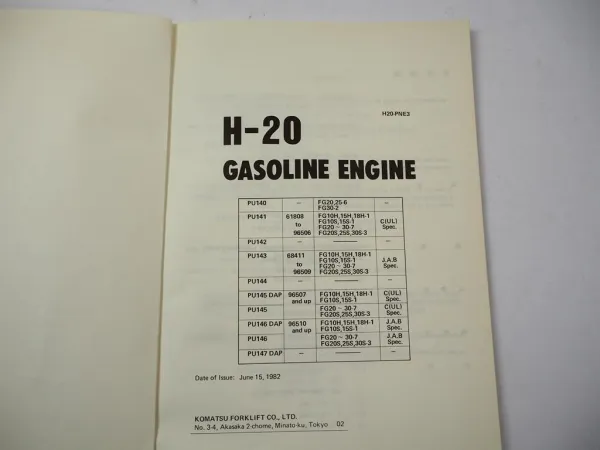 H20-PNE3
H-20
GASOLINE ENGINE
PU140 – FG20,25-6 –
FG30-2
PU141 61808 FG10H,15H,18H-1 C(UL)
to FG10S,15S-1 Spec.
96506 FG20 ~ 30-7
FG20S,25S,30S-3
PU142 – ——— –
PU143 68411 FG10H,15H,18H-1 J.A.B
to FG10S,15S-1 Spec.
96509 FG20 ~ 30-7
FG20S,25S,30S-3
PU144 – ——— –
PU145 DAP 96507 FG10H,15H,18H-1 C(UL)
and up FG10S,15S-1 Spec.
PU145 FG20 ~ 30-7 C(UL)
FG20S,25S,30S-3 Spec.
PU146 DAP 96510 FG10H,15H,18H-1 J.A.B
and up FG10S,15S-1 Spec.
PU146 FG20 ~ 30-7 J.A.B
FG20S,25S,30S-3 Spec.
PU147 DAP – ——— –
Date of Issue: June 15, 1982
KOMATSU FORKLIFT CO., LTD.
No. 3-4, Akasaka 2-chome, Minato-ku, Tokyo 02